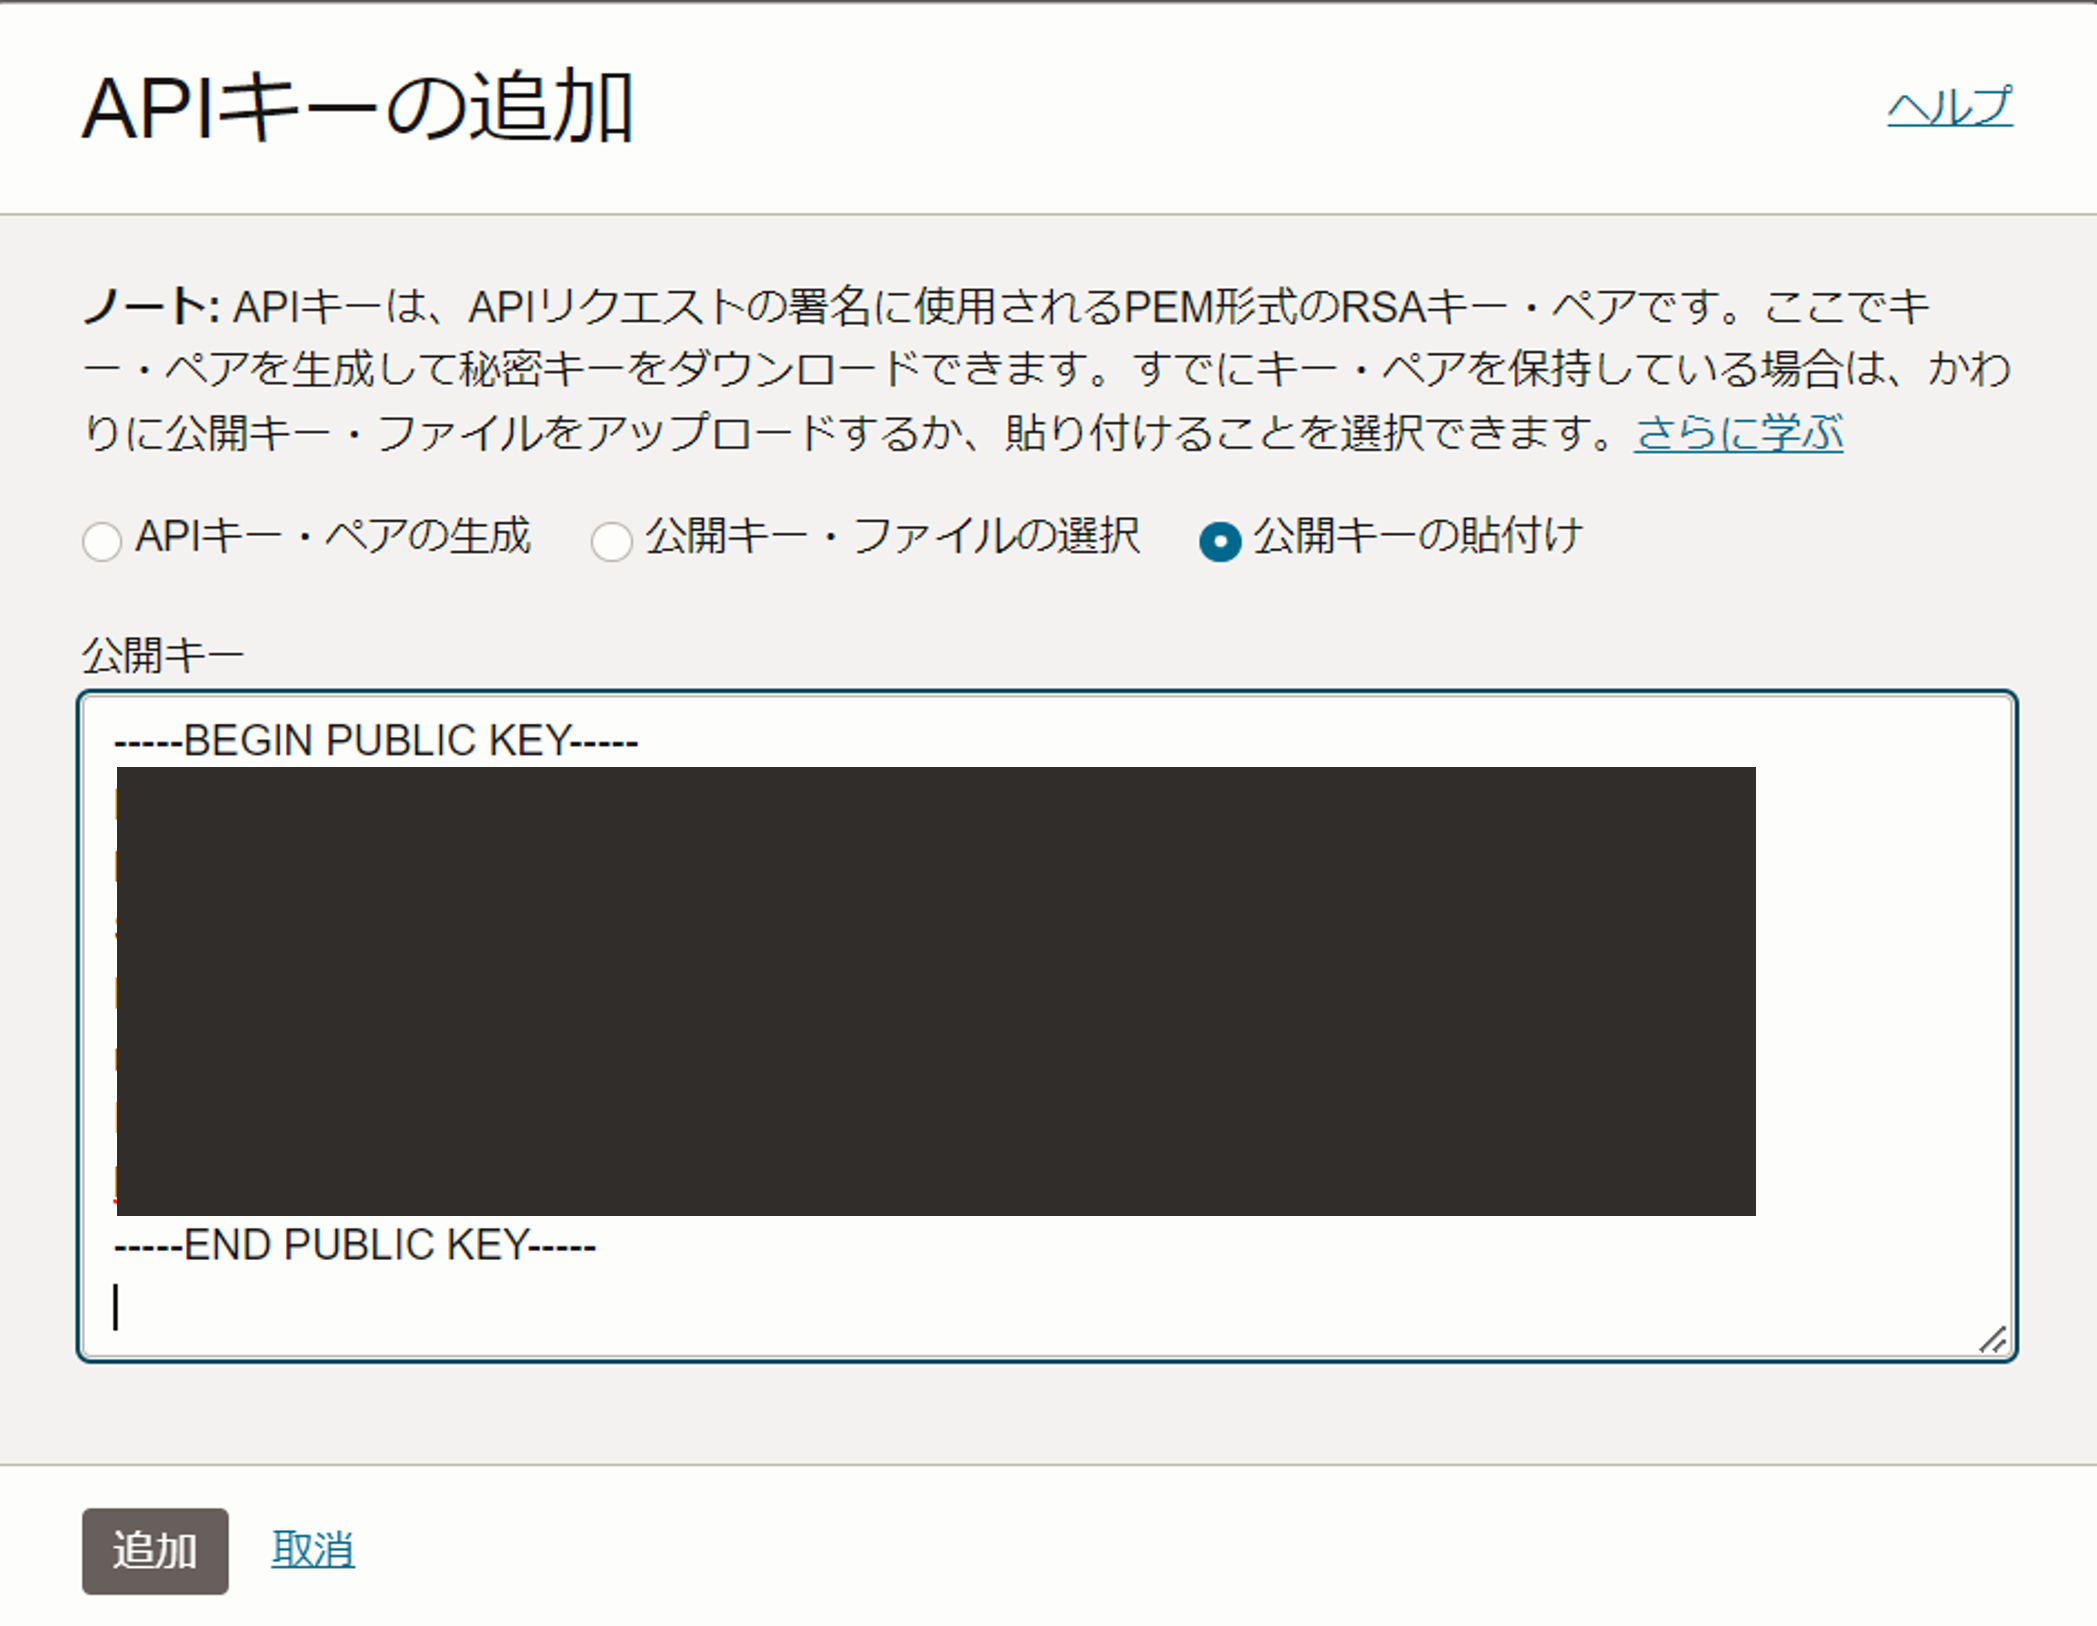 APIキーの追加
ヘルプ
ノート: APIキーは、APIリクエストの署名に使用されるPEM形式のRSAキー・ペアです。ここでキ
ー・ペアを生成して秘密キーをダウンロードできます。すでにキー・ペアを保持している場合は、かわ
りに公開キー・ファイルをアップロードするか、貼り付けることを選択できます。さらに学ぶ
APIキー・ペアの生成 公開キー・ファイルの選択 公開キーの貼付け
公開キー
-----BEGIN PUBLIC KEY-----
-----END PUBLIC KEY-----
追加 取消